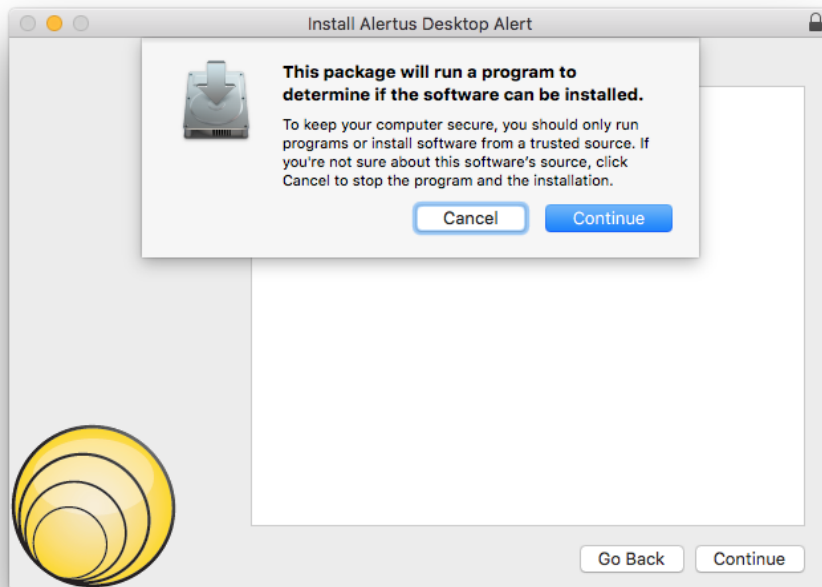 Install Alertus Desktop Alert
This package will run a program to
determine if the software can be installed.
To keep your computer secure, you should only run
programs or install software from a trusted source. If
you're not sure about this software's source, click
Cancel to stop the program and the installation.
Cancel
Continue
Go Back
Continue